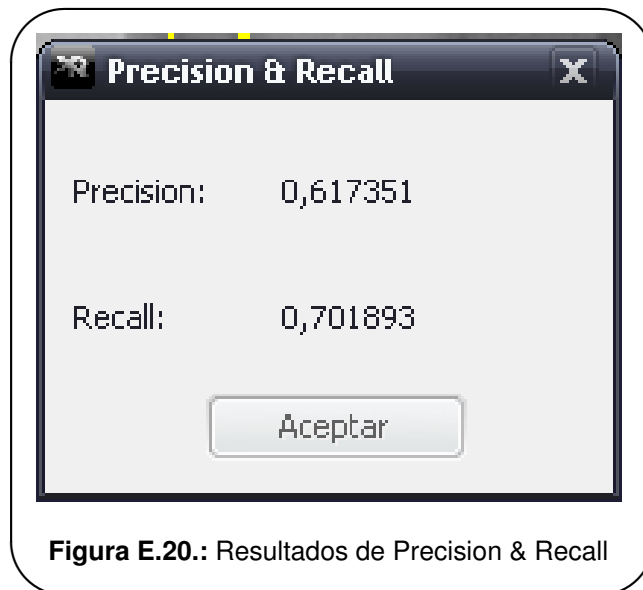 Precision & Recall
Precision: 0,617351
Recall: 0,701893
Aceptar
Figura E.20.: Resultados de Precision & Recall